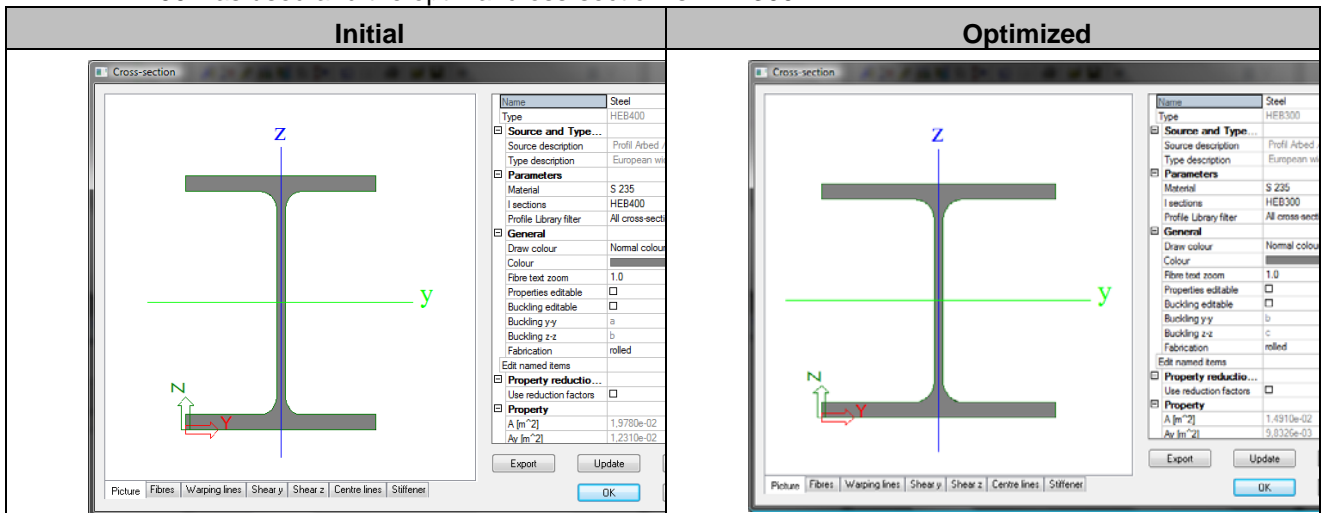 was used and the optimal cross-section
Initial
Optimized
Cross-section
Name Steel
Type HEB400
Source and Type...
Source description Profil Arbed /
Type description European wi
Parameters
Material S 235
I sections HEB400
Profile Library filter All cross-secti
General
Draw colour Normal colour
Colour
Fibre text zoom 1.0
Properties editable
Buckling editable
Buckling y-y a
Buckling z-z b
Fabrication rolled
Edit named items
Property reductio...
Use reduction factors
Property
A [m^2] 1,9780e-02
Ay [m^2] 1,2310e-02
z
y
N
Y
Export Update
OK
Picture Fibres Warping lines Shear y Shear z Centre lines Stiffener
Cross-section
Name Steel
Type HEB300
Source and Type...
Source description Profil Arbed /
Type description European wi
Parameters
Material S 235
I sections HEB300
Profile Library filter All cross-sect
General
Draw colour Normal colou
Colour
Fibre text zoom 1.0
Properties editable
Buckling editable
Buckling y-y b
Buckling z-z c
Fabrication rolled
Edit named items
Property reductio...
Use reduction factors
Property
A [m^2] 1.4910e-02
Ay [m^2] 9,8326e-03
z
y
N
Y
Export Update
OK
Picture Fibres Warping lines Shear y Shear z Centre lines Stiffener